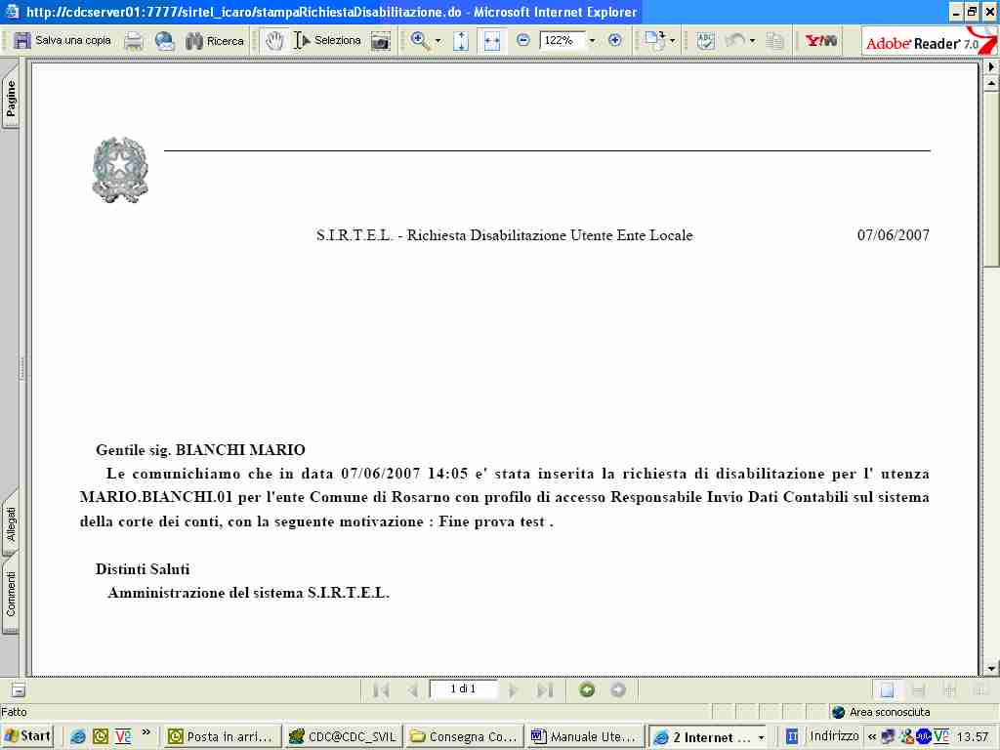 http://cdcserver01:7777/sirtel_icaro/stampaRichiestaDisabilitazione.do - Microsoft Internet Explorer
Salva una copia Ricerca Seleziona 122% Y! Adobe Reader 7.0
Pagine
S.I.R.T.E.L. - Richiesta Disabilitazione Utente Ente Locale 07/06/2007
Gentile sig. BIANCHI MARIO
Le comunichiamo che in data 07/06/2007 14:05 e' stata inserita la richiesta di disabilitazione per l' utenza
MARIO.BIANCHI.01 per l'ente Comune di Rosarno con profilo di accesso Responsabile Invio Dati Contabili sul sistema
della corte dei conti, con la seguente motivazione : Fine prova test .
Allegati
Distinti Saluti
Commenti
Amministrazione del sistema S.I.R.T.E.L.
1 di 1
Fatto Area sconosciuta
Start Posta in arri... CDC@CDC_SVIL Consegna Co... Manuale Ute... 2 Internet ... Indirizzo 13.57